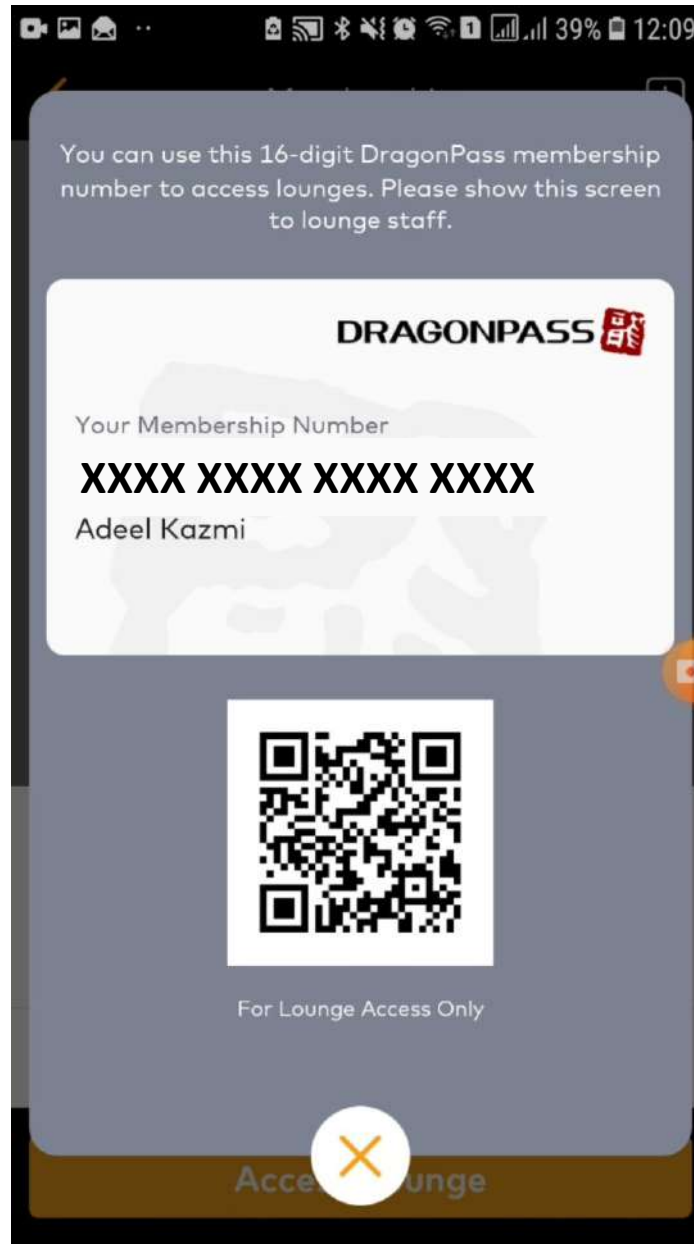 39% 12:09
You can use this 16-digit DragonPass membership
number to access lounges. Please show this screen
to lounge staff.
DRAGONPASS
Your Membership Number
XXXX XXXX XXXX XXXX
Adeel Kazmi
For Lounge Access Only